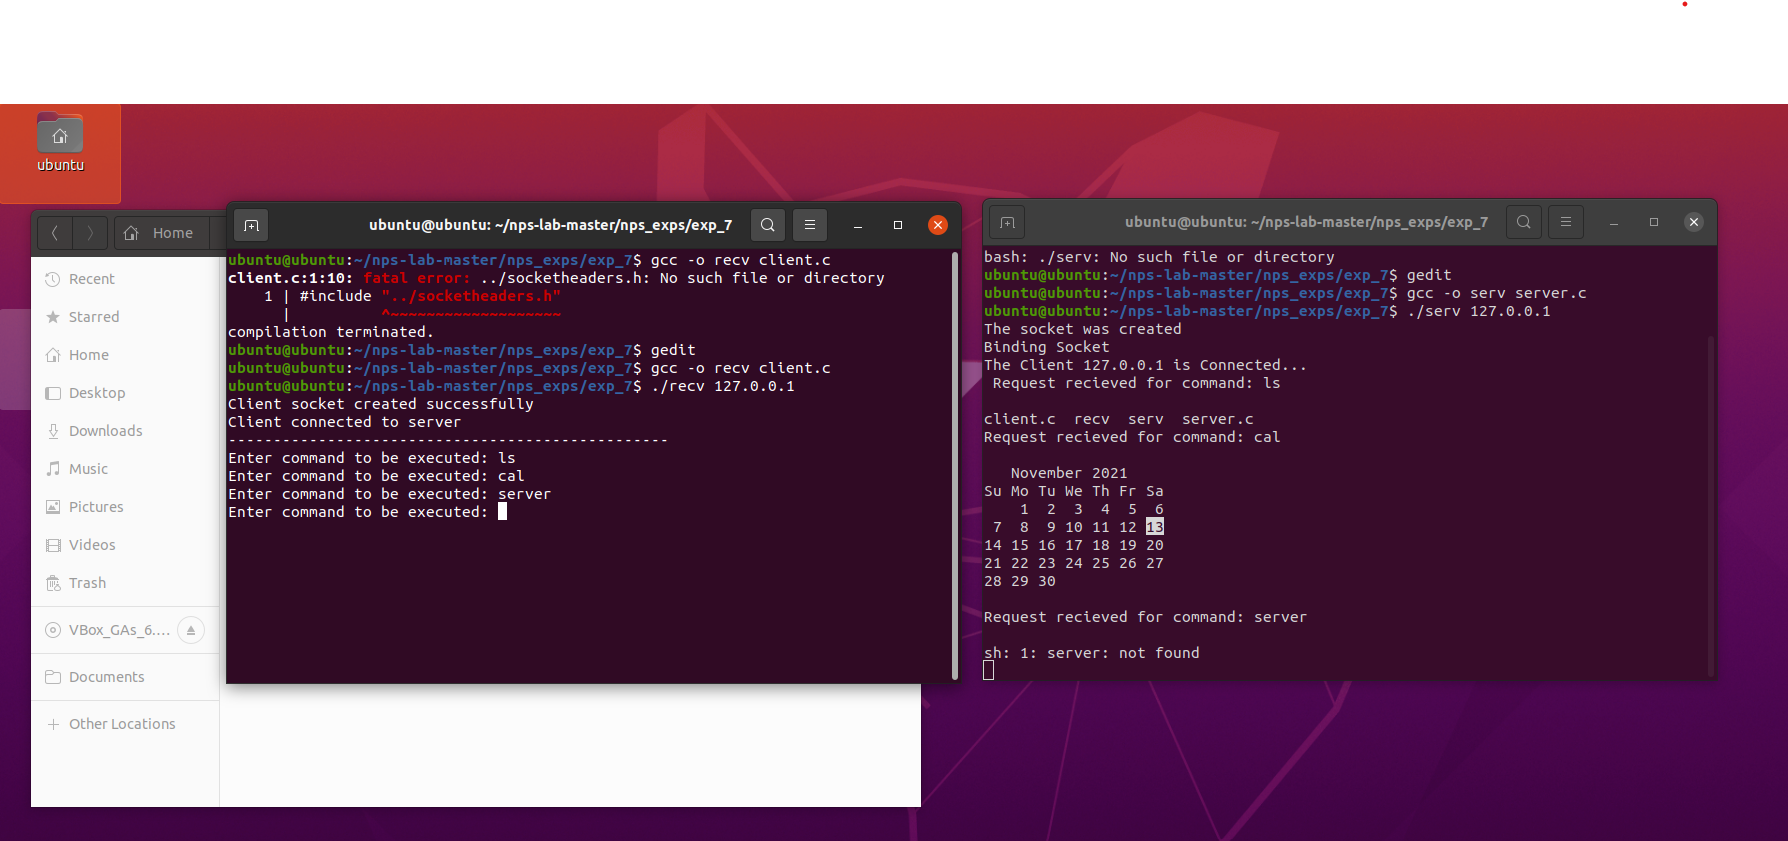 ubuntu
Home
Recent
Starred
Home
Desktop
Downloads
Music
Pictures
Videos
Trash
VBox_GAs_6....
Documents
+ Other Locations
ubuntu@ubuntu: ~/nps-lab-master/nps_exps/exp_7
ubuntu@ubuntu:~/nps-lab-master/nps_exps/exp_7$ gcc -o recv client.c
client.c:1:10: fatal error: ../socketheaders.h: No such file or directory
    1 | #include "../socketheaders.h"
      |          ^~~~~~~~~~~~~~~~~~~~
compilation terminated.
ubuntu@ubuntu:~/nps-lab-master/nps_exps/exp_7$ gedit
ubuntu@ubuntu:~/nps-lab-master/nps_exps/exp_7$ gcc -o recv client.c
ubuntu@ubuntu:~/nps-lab-master/nps_exps/exp_7$ ./recv 127.0.0.1
Client socket created successfully
Client connected to server
-------------------------------------------------
Enter command to be executed: ls
Enter command to be executed: cal
Enter command to be executed: server
Enter command to be executed:
ubuntu@ubuntu: ~/nps-lab-master/nps_exps/exp_7
bash: ./serv: No such file or directory
ubuntu@ubuntu:~/nps-lab-master/nps_exps/exp_7$ gedit
ubuntu@ubuntu:~/nps-lab-master/nps_exps/exp_7$ gcc -o serv server.c
ubuntu@ubuntu:~/nps-lab-master/nps_exps/exp_7$ ./serv 127.0.0.1
The socket was created
Binding Socket
The Client 127.0.0.1 is Connected...
 Request recieved for command: ls
client.c  recv  serv  server.c
Request recieved for command: cal
   November 2021
Su Mo Tu We Th Fr Sa
    1  2  3  4  5  6
 7  8  9 10 11 12 13
14 15 16 17 18 19 20
21 22 23 24 25 26 27
28 29 30
Request recieved for command: server
sh: 1: server: not found